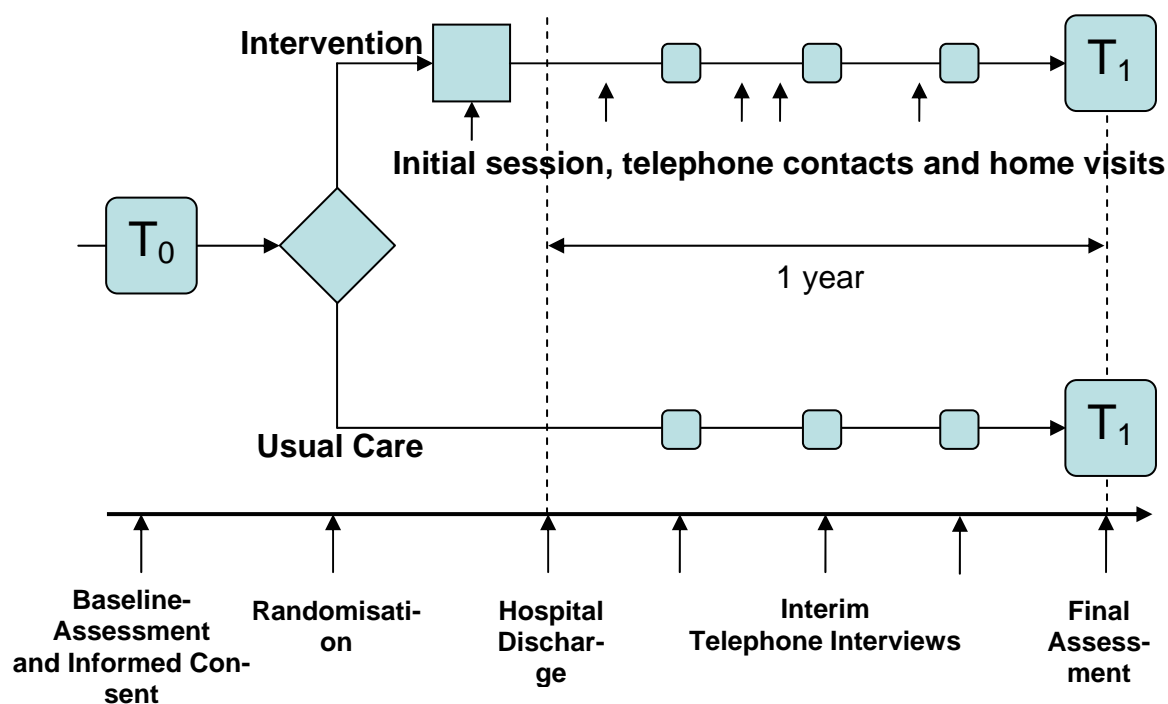 Intervention
T1
Initial session, telephone contacts and home visits
T0
1 year
Usual Care
T1
Baseline-
Assessment
and Informed Con-
sent
Randomisati-
on
Hospital
Dischar-
ge
Interim
Telephone Interviews
Final
Assess-
ment